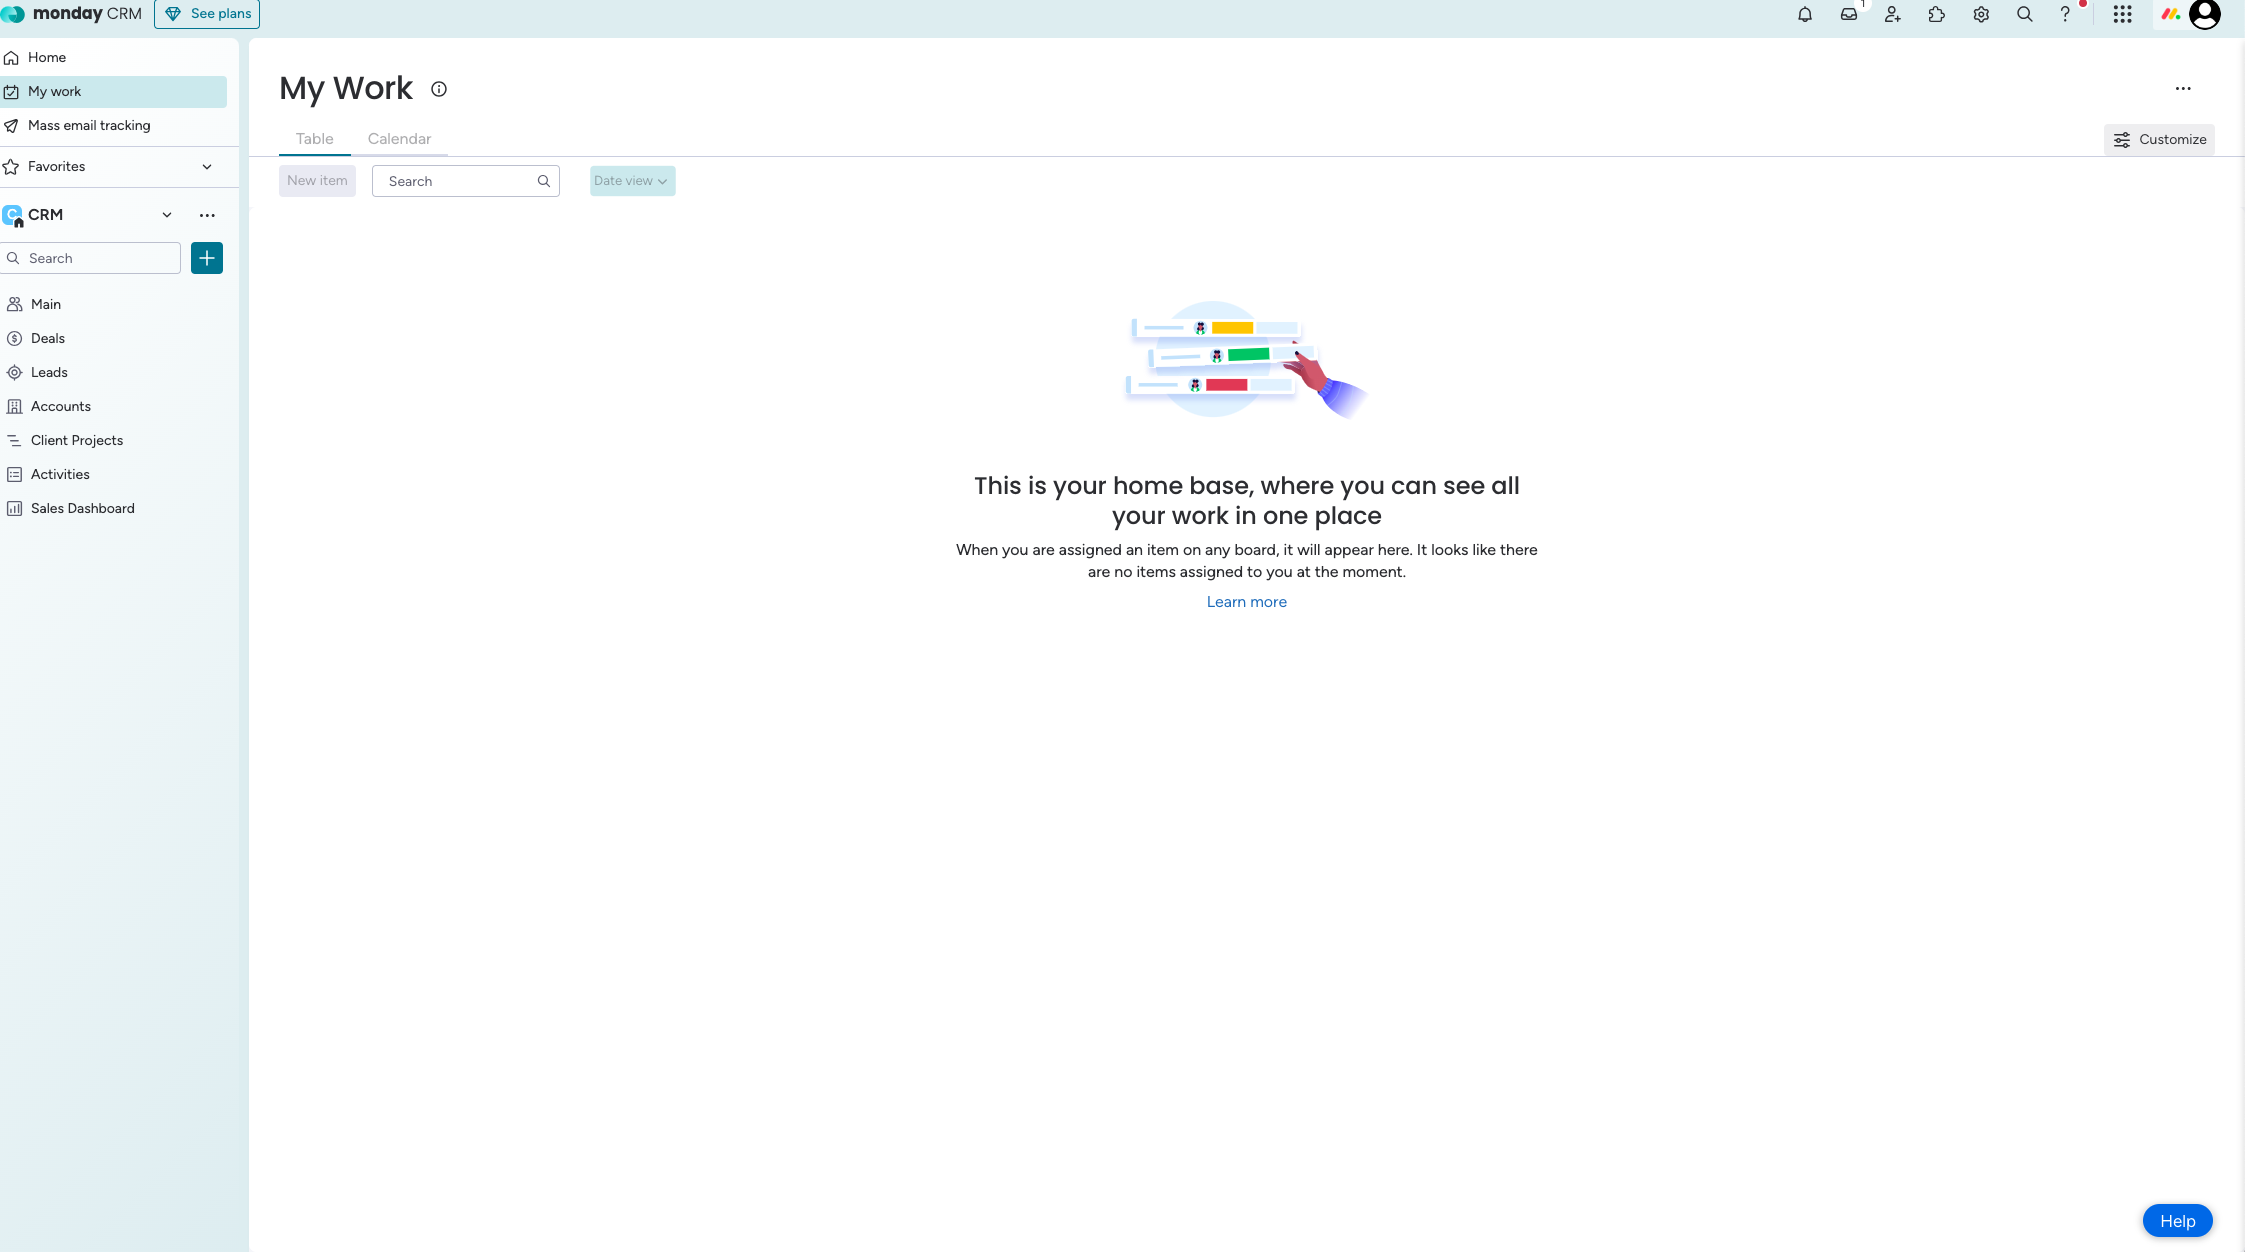 monday CRM
See plans
1
Home
My work
Mass email tracking
Favorites
C CRM
Search
Main
Deals
Leads
Accounts
Client Projects
Activities
Sales Dashboard
My Work
Table
Calendar
Customize
New item
Search
Date view
This is your home base, where you can see all
your work in one place
When you are assigned an item on any board, it will appear here. It looks like there
are no items assigned to you at the moment.
Learn more
Help